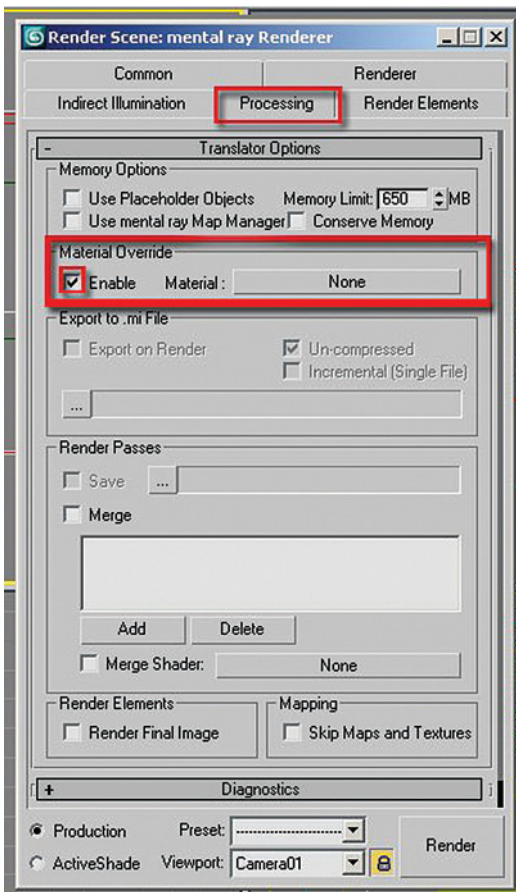 Render Scene: mental ray Renderer
Common Renderer
Indirect Illumination Processing Render Elements
- Translator Options
Memory Options
Use Placeholder Objects Memory Limit: 650 MB
Use mental ray Map Manager Conserve Memory
Material Override
Enable Material : None
Export to .mi File
Export on Render Un-compressed
Incremental (Single File)
...
Render Passes
Save ...
Merge
Add Delete
Merge Shader: None
Render Elements Mapping
Render Final Image Skip Maps and Textures
+ Diagnostics
Production Preset: -------------------------
Render
ActiveShade Viewport: Camera01